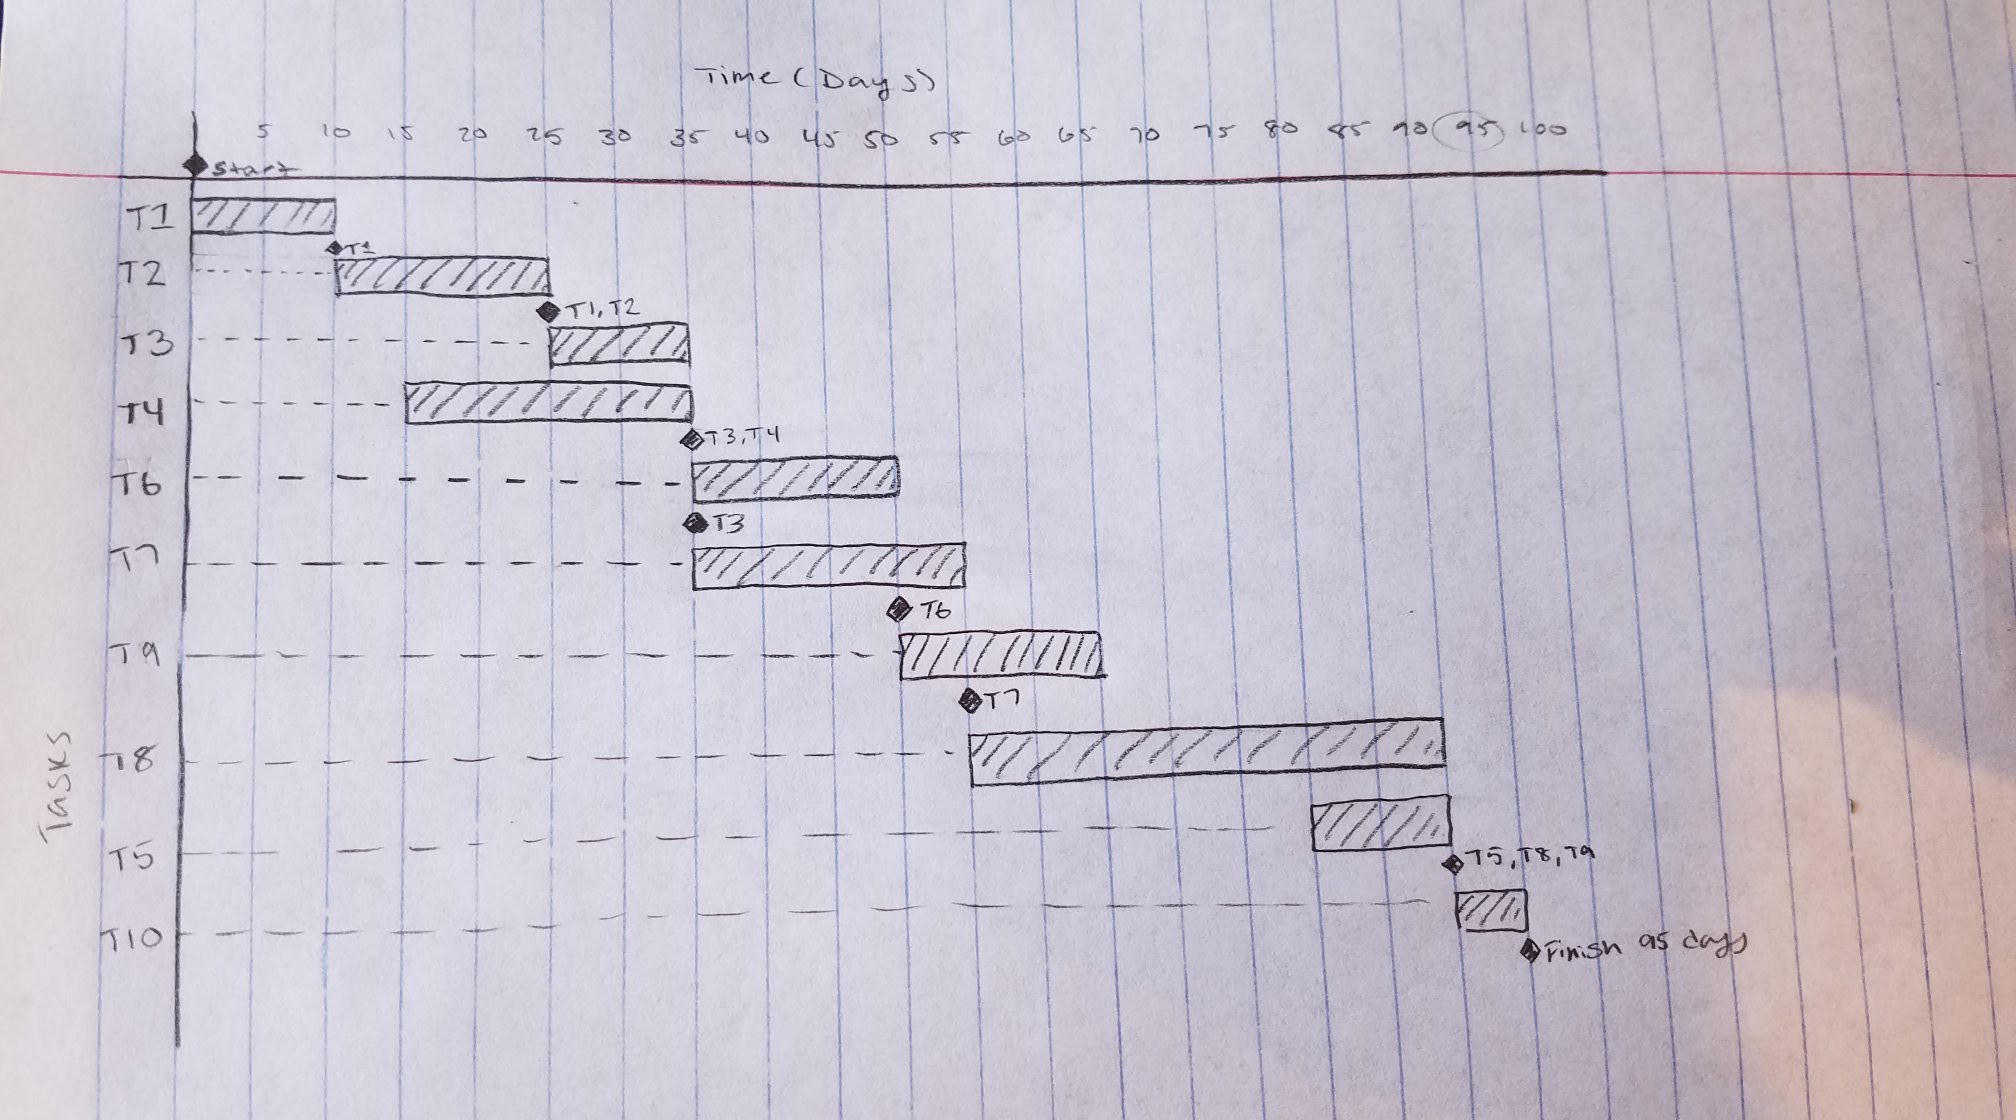 Time (Days)
5 10 15 20 25 30 35 40 45 50 55 60 65 70 75 80 85 90 95 100
Start
T1
T1
T2
T1, T2
T3
T4
T3, T4
T6
T3
T7
T6
T9
T7
T8
Tasks
T5
T5, T8, T9
T10
Finish 95 days